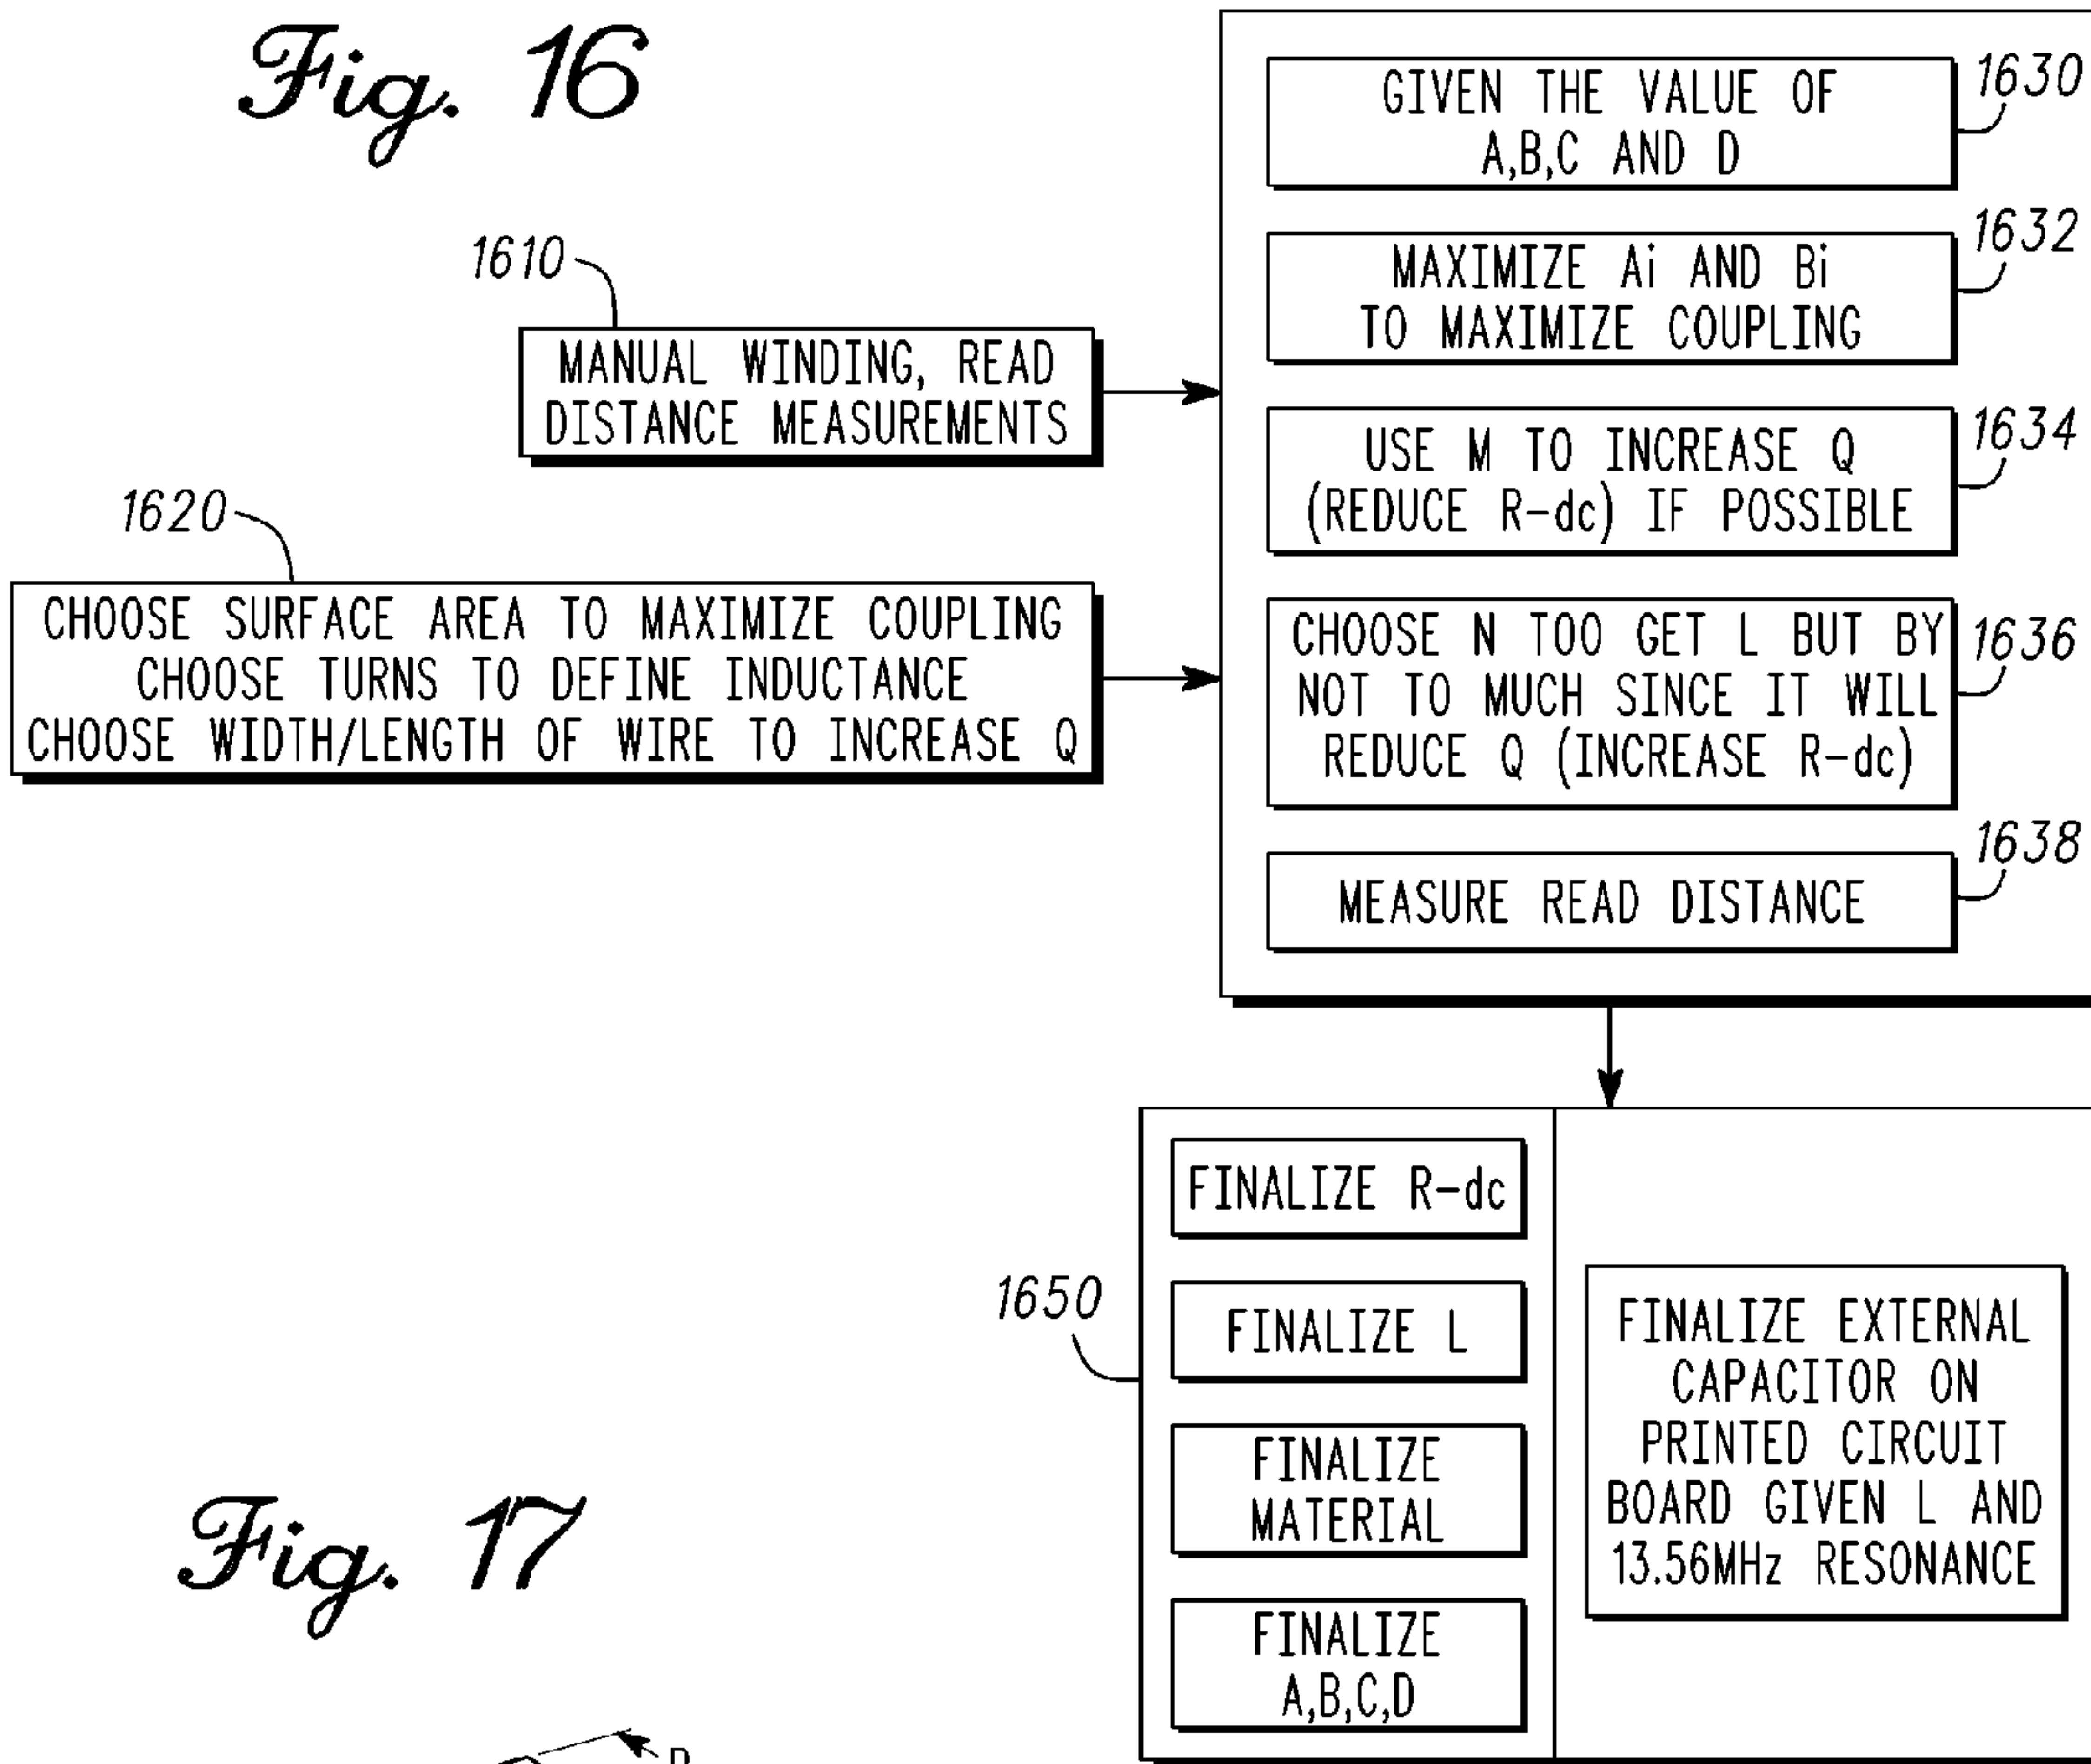 Fig. 16
1630
GIVEN THE VALUE OF
A,B,C AND D
1632
MAXIMIZE Ai AND Bi
TO MAXIMIZE COUPLING
1610
MANUAL WINDING, READ
DISTANCE MEASUREMENTS
1634
USE M TO INCREASE Q
(REDUCE R-dc) IF POSSIBLE
1620
CHOOSE SURFACE AREA TO MAXIMIZE COUPLING
CHOOSE TURNS TO DEFINE INDUCTANCE
CHOOSE WIDTH/LENGTH OF WIRE TO INCREASE Q
1636
CHOOSE N TOO GET L BUT BY
NOT TO MUCH SINCE IT WILL
REDUCE Q (INCREASE R-dc)
1638
MEASURE READ DISTANCE
1650
FINALIZE R-dc
FINALIZE L
FINALIZE
MATERIAL
FINALIZE
A,B,C,D
FINALIZE EXTERNAL
CAPACITOR ON
PRINTED CIRCUIT
BOARD GIVEN L AND
13.56MHz RESONANCE
Fig. 17